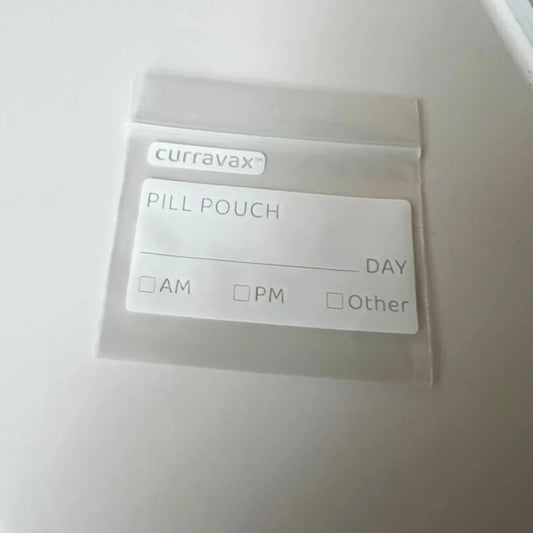 curravax™
PILL POUCH
DAY
AM PM Other